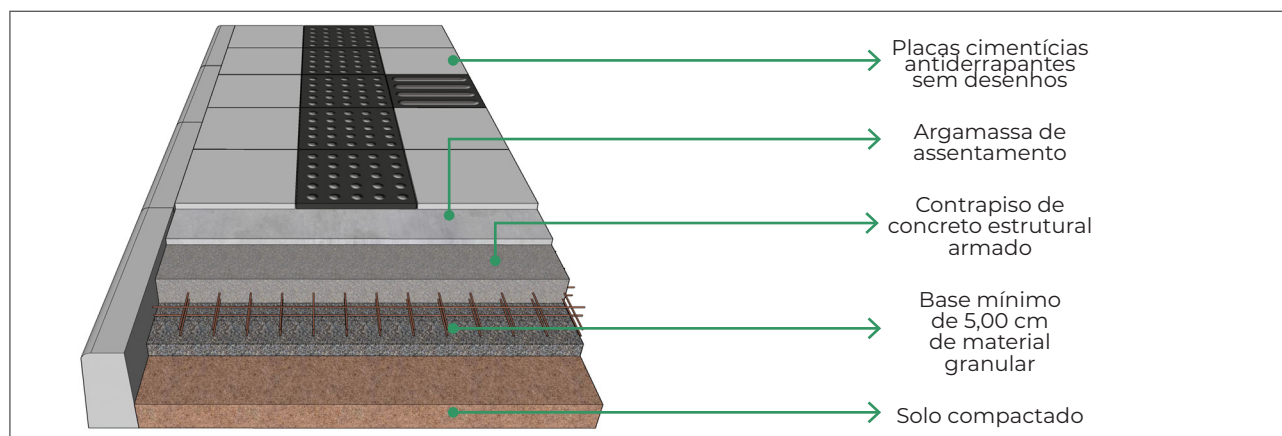 Placas cimentícias
antiderrapantes
sem desenhos
Argamassa de
assentamento
Contrapiso de
concreto estrutural
armado
Base mínimo
de 5,00 cm
de material
granular
Solo compactado